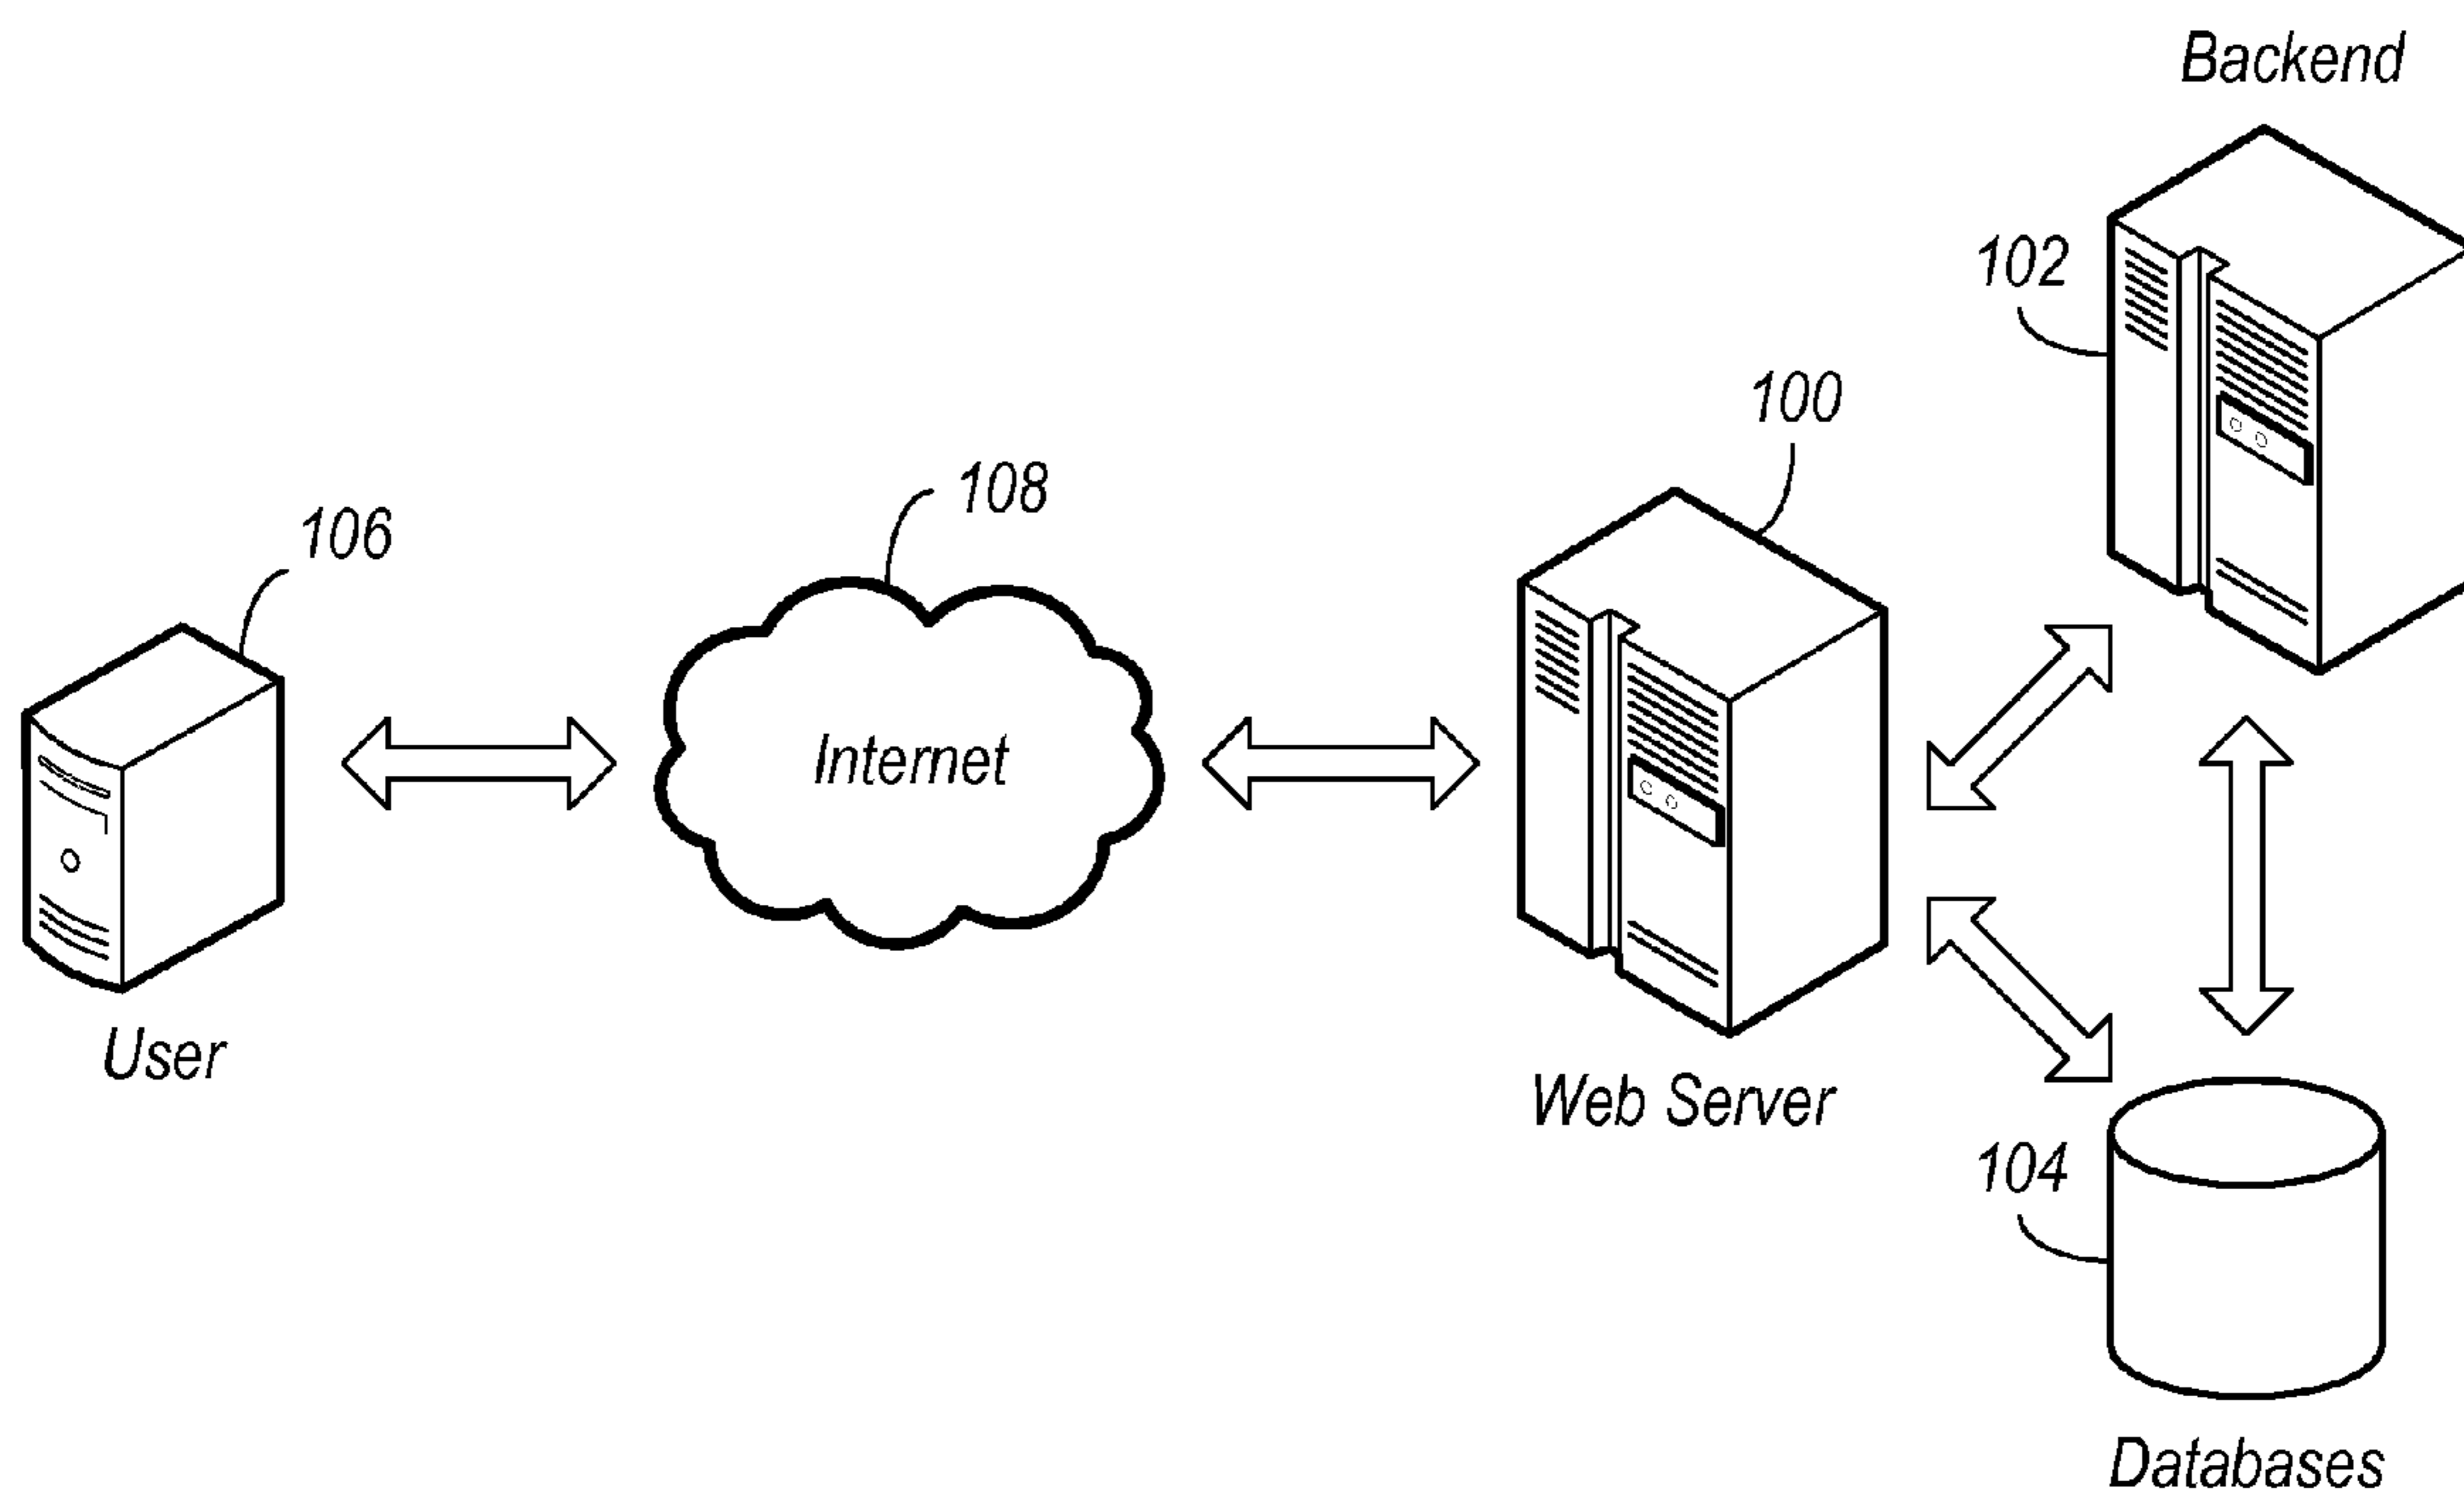 Backend
102
100
108
106
Internet
User
Web Server
104
Databases